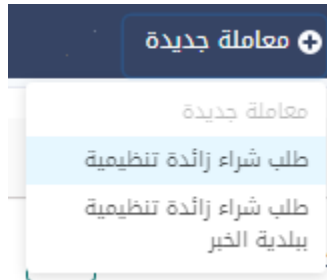 معاملة جديدة
معاملة جديدة
طلب شراء زائدة تنظيمية
طلب شراء زائدة تنظيمية
ببلدية الخبر